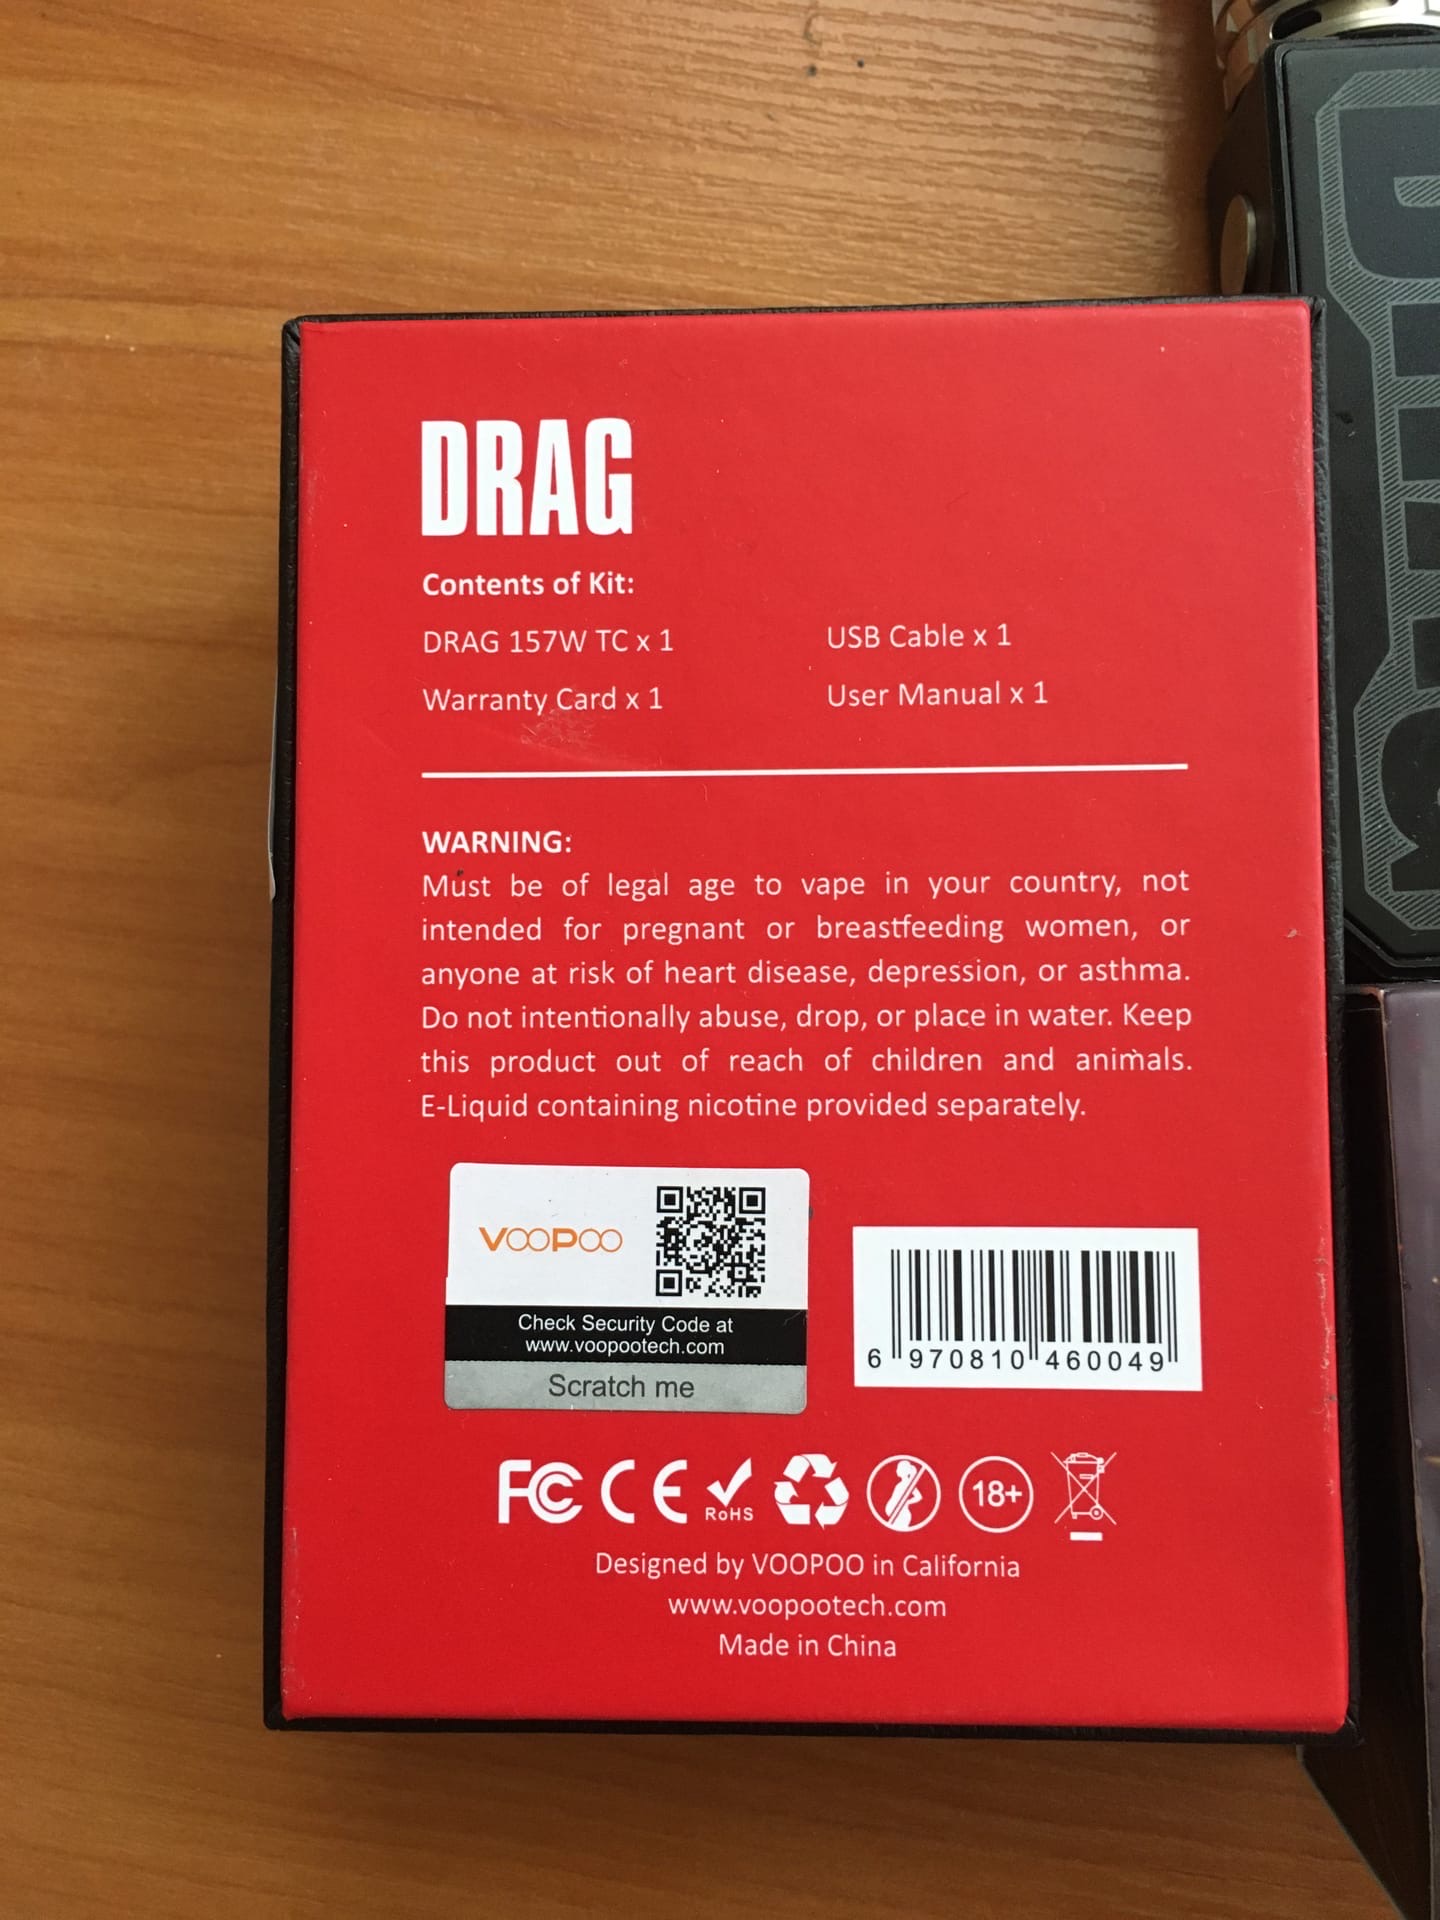 DRAG
Contents of Kit:
DRAG 157W TC x 1
USB Cable x 1
Warranty Card x 1
User Manual x 1
WARNING:
Must be of legal age to vape in your country, not
intended for pregnant or breastfeeding women, or
anyone at risk of heart disease, depression, or asthma.
Do not intentionally abuse, drop, or place in water. Keep
this product out of reach of children and animals.
E-Liquid containing nicotine provided separately.
VOOPOO
Check Security Code at
www.voopootech.com
Scratch me
6 970810 460049
FC CE RoHS 18+
Designed by VOOPOO in California
www.voopootech.com
Made in China